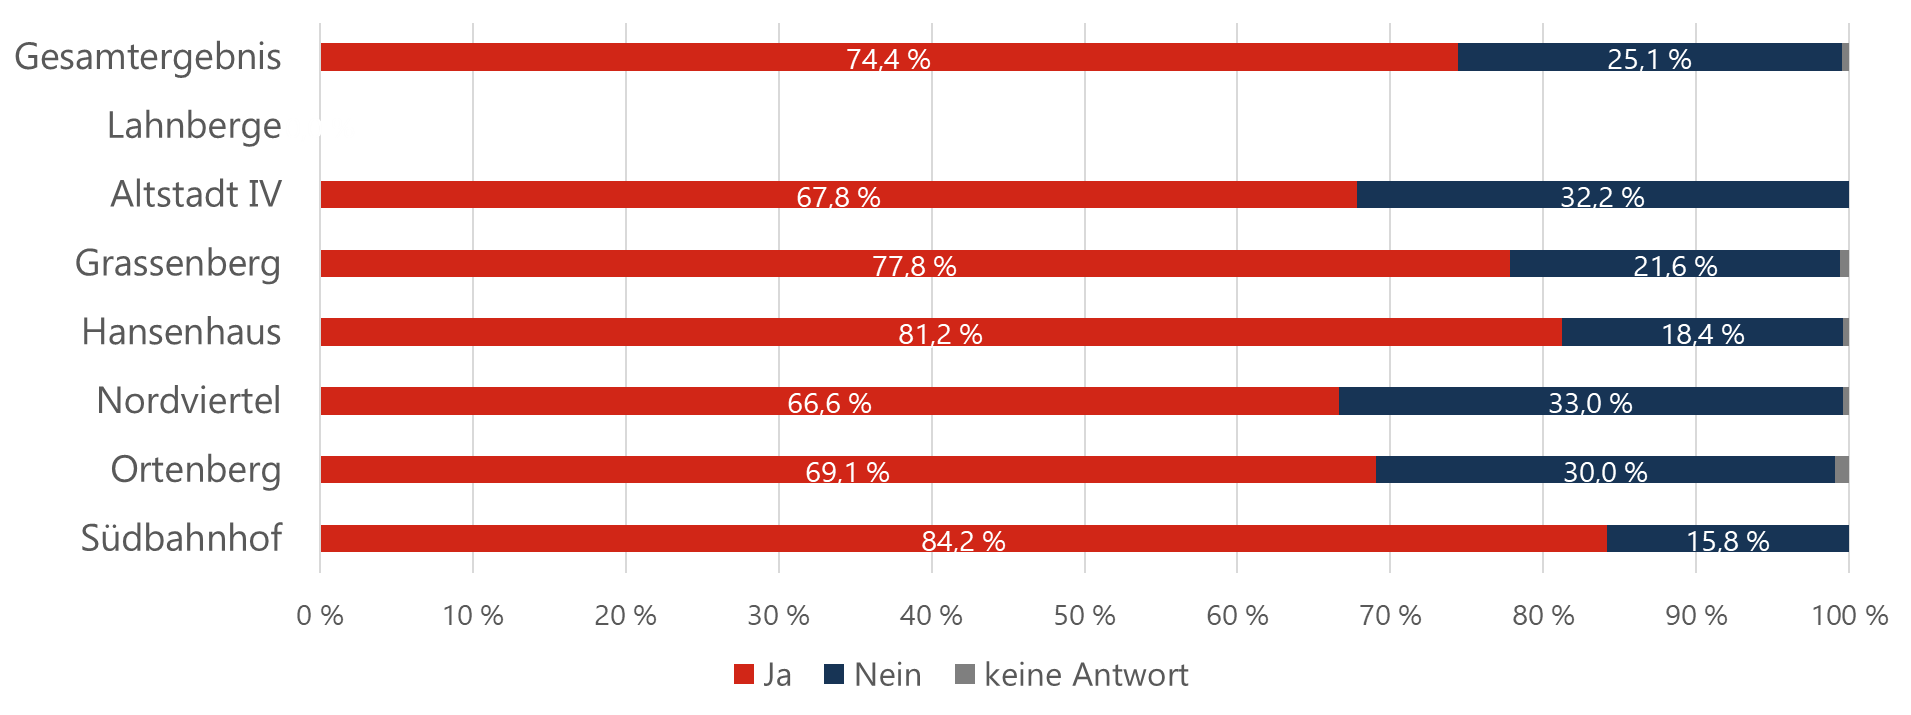 Gesamtergebnis 74,4 % 25,1 %
Lahnberge
Altstadt IV 67,8 % 32,2 %
Grassenberg 77,8 % 21,6 %
Hansenhaus 81,2 % 18,4 %
Nordviertel 66,6 % 33,0 %
Ortenberg 69,1 % 30,0 %
Südbahnhof 84,2 % 15,8 %
0 % 10 % 20 % 30 % 40 % 50 % 60 % 70 % 80 % 90 % 100 %
Ja Nein keine Antwort